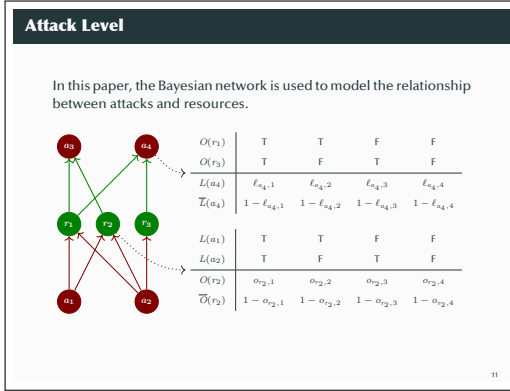 Attack Level
In this paper, the Bayesian network is used to model the relationship
between attacks and resources.
a₃ a₄
r₁ r₂ r₃
a₁ a₂
O(r₁) T T F F
O(r₃) T F T F
L(a₄) ℓₐ₄,₁ ℓₐ₄,₂ ℓₐ₄,₃ ℓₐ₄,₄
L̅(a₄) 1 − ℓₐ₄,₁ 1 − ℓₐ₄,₂ 1 − ℓₐ₄,₃ 1 − ℓₐ₄,₄
L(a₁) T T F F
L(a₂) T F T F
O(r₂) oᵣ₂,₁ oᵣ₂,₂ oᵣ₂,₃ oᵣ₂,₄
O̅(r₂) 1 − oᵣ₂,₁ 1 − oᵣ₂,₂ 1 − oᵣ₂,₃ 1 − oᵣ₂,₄
11